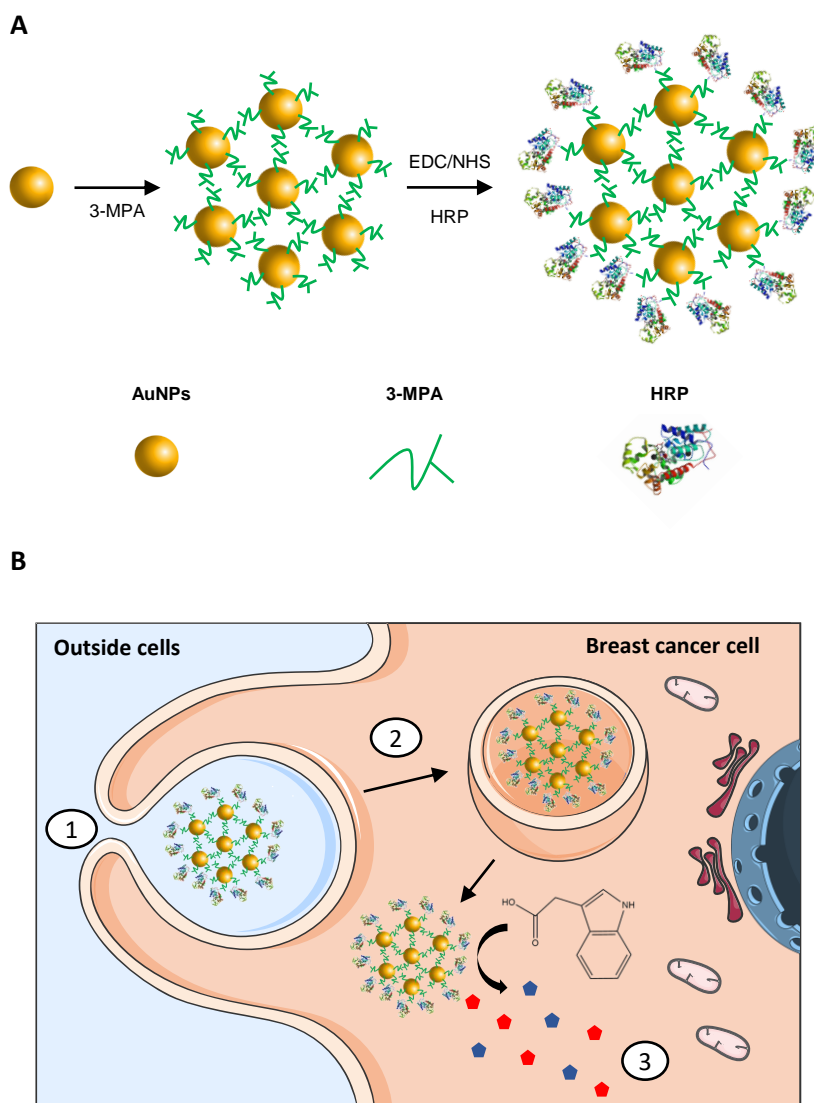 A
3-MPA
EDC/NHS
HRP
AuNPs
3-MPA
HRP
B
Outside cells
Breast cancer cell
1
2
HO
O
NH
3